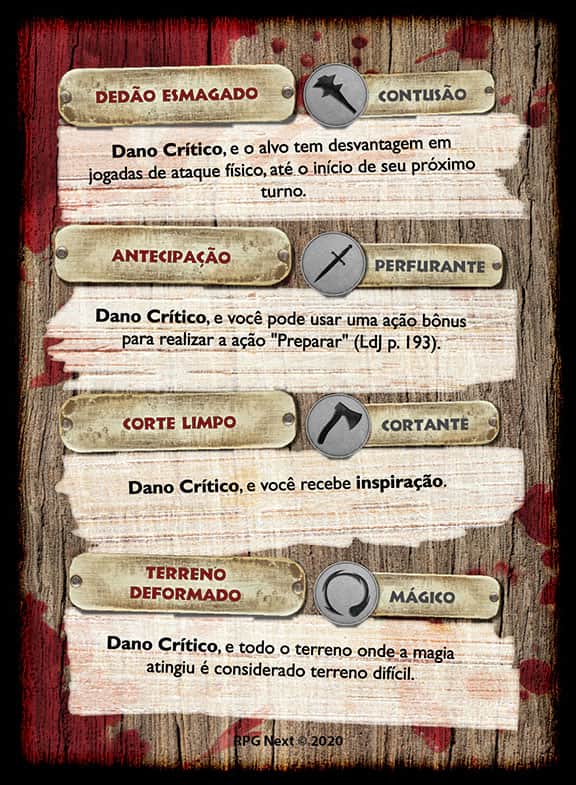 DEDÃO ESMAGADO
CONTUSÃO
Dano Crítico, e o alvo tem desvantagem em
jogadas de ataque físico, até o início de seu próximo
turno.
ANTECIPAÇÃO
PERFURANTE
Dano Crítico, e você pode usar uma ação bônus
para realizar a ação "Preparar" (LdJ p. 193).
CORTE LIMPO
CORTANTE
Dano Crítico, e você recebe inspiração.
TERRENO
DEFORMADO
MÁGICO
Dano Crítico, e todo o terreno onde a magia
atingiu é considerado terreno difícil.
RPG Next © 2020